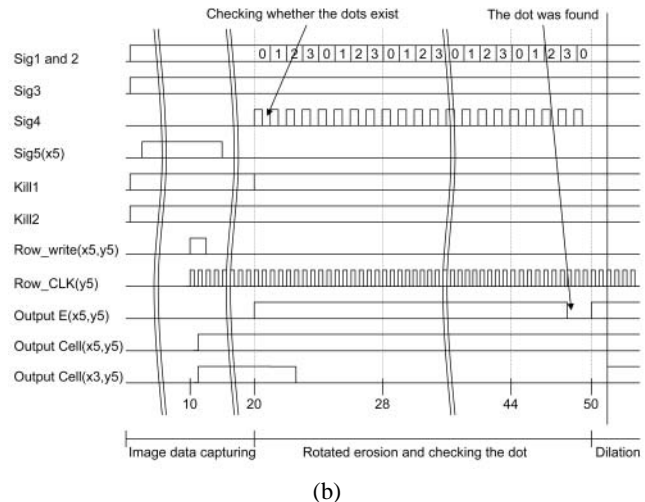 Checking whether the dots exist
The dot was found
Sig1 and 2
0 1 2 3 0 1 2 3 0 1 2 3 0 1 2 3 0 1 2 3 0
Sig3
Sig4
Sig5(x5)
Kill1
Kill2
Row_write(x5,y5)
Row_CLK(y5)
Output E(x5,y5)
Output Cell(x5,y5)
Output Cell(x3,y5)
10 20 28 44 50
Image data capturing Rotated erosion and checking the dot Dilation
(b)